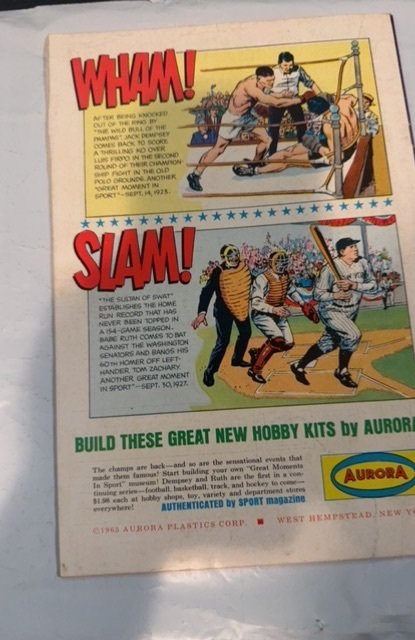 WHAM!
AFTER BEING KNOCKED
OUT OF THE RING BY
"THE WILD BULL OF THE
PAMPAS", JACK DEMPSEY
COMES BACK TO SCORE
A THRILLING KO OVER
LUIS FIRPO IN THE SECOND
ROUND OF THEIR CHAMPION-
SHIP FIGHT IN THE OLD
POLO GROUNDS. ANOTHER
"GREAT MOMENT IN
SPORT"—SEPT. 14, 1923.
SLAM!
"THE SULTAN OF SWAT"
ESTABLISHES THE HOME
RUN RECORD THAT HAS
NEVER BEEN TOPPED IN
A 154-GAME SEASON.
BABE RUTH COMES TO BAT
AGAINST THE WASHINGTON
SENATORS AND BANGS HIS
60TH HOMER OFF LEFT-
HANDER TOM ZACHARY.
ANOTHER GREAT MOMENT
IN SPORT"—SEPT. 30, 1927.
BUILD THESE GREAT NEW HOBBY KITS by AURORA
The champs are back—and so are the sensational events that
made them famous! Start building your own "Great Moments
In Sport" museum! Dempsey and Ruth are the first in a con-
tinuing series—football, basketball, track, and hockey to come—
$1.98 each at hobby shops, toy, variety and department stores
everywhere! AUTHENTICATED by SPORT magazine
AURORA
©1965 AURORA PLASTICS CORP. ■ WEST HEMPSTEAD, NEW YO